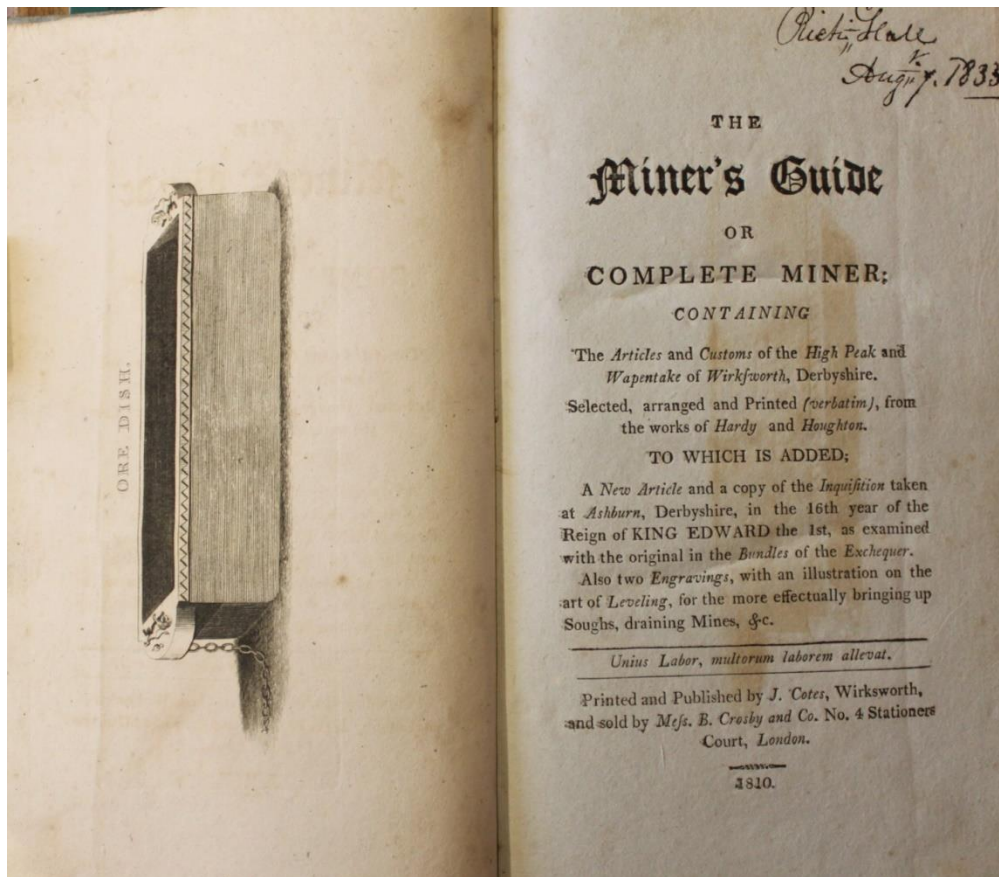 ORE DISH.
Augt 7. 1833
THE
Miner's Guide
OR
COMPLETE MINER;
CONTAINING
The Articles and Customs of the High Peak and
Wapentake of Wirkſworth, Derbyshire.
Selected, arranged and Printed (verbatim), from
the works of Hardy and Houghton.
TO WHICH IS ADDED;
A New Article and a copy of the Inquiſition taken
at Ashburn, Derbyshire, in the 16th year of the
Reign of KING EDWARD the 1st, as examined
with the original in the Bundles of the Exchequer.
Also two Engravings, with an illustration on the
art of Leveling, for the more effectually bringing up
Soughs, draining Mines, &c.
Unius Labor, multorum laborem allevat.
Printed and Published by J. Cotes, Wirksworth,
and sold by Meſs. B. Crosby and Co. No. 4 Stationers
Court, London.
1810.